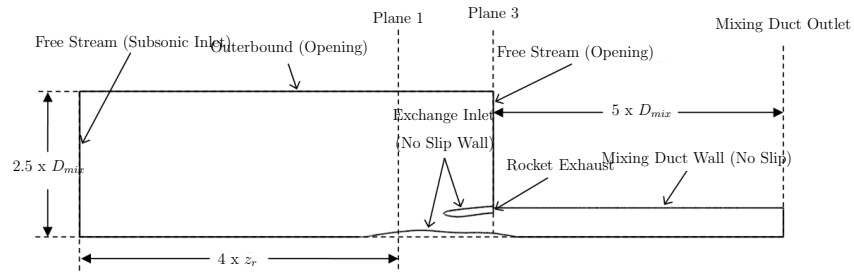 Plane 1
Plane 3
Mixing Duct Outlet
Free Stream (Subsonic Inlet)
Outerbound (Opening)
Free Stream (Opening)
Exchange Inlet
(No Slip Wall)
5 x D_mix
2.5 x D_mix
Rocket Exhaust
Mixing Duct Wall (No Slip)
4 x z_r